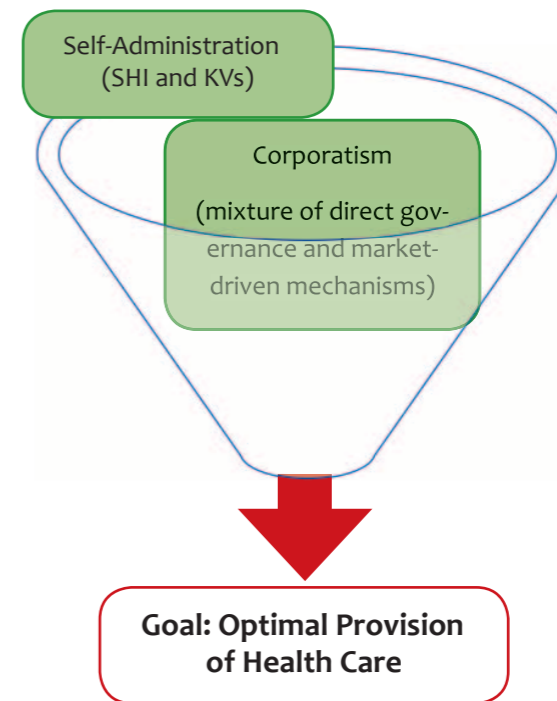 Self-Administration
(SHI and KVs)
Corporatism
(mixture of direct gov-
ernance and market-
driven mechanisms)
Goal: Optimal Provision
of Health Care